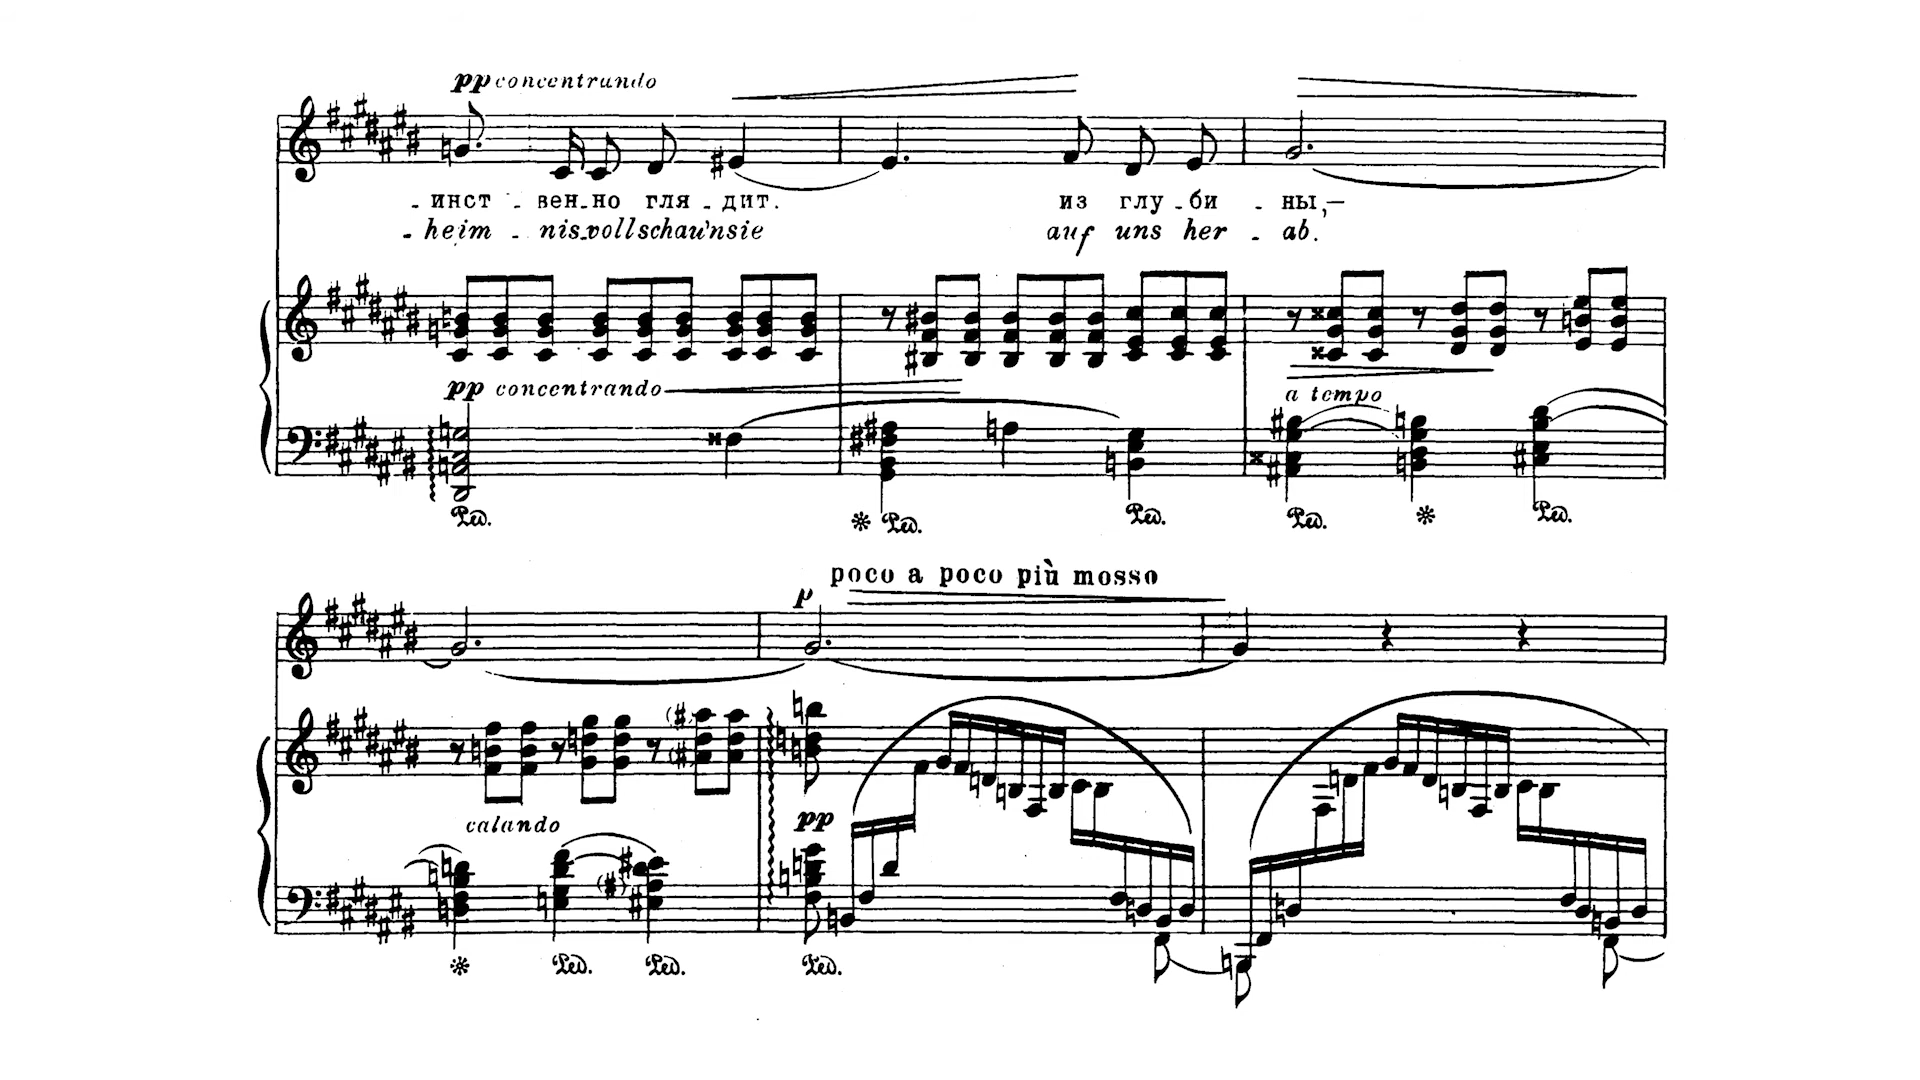 pp concentrando
- инст - вен - но гля - дит. из глу - би - ны,—
- heim - nis - voll schau'n sie auf uns her - ab.
pp concentrando
a tempo
Ped. * Ped. Ped. Ped. * Ped.
poco a poco più mosso
p
calando
pp
* Ped. Ped. Ped.